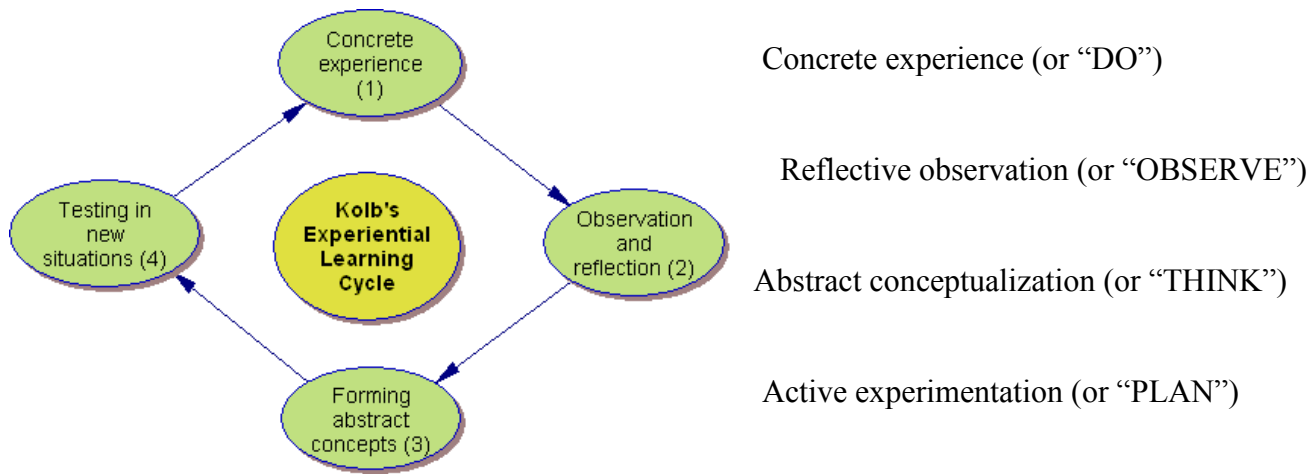 Concrete
experience
(1)
Concrete experience (or “DO”)
Reflective observation (or “OBSERVE”)
Testing in
new
situations (4)
Kolb's
Experiential
Learning
Cycle
Observation
and
reflection (2)
Abstract conceptualization (or “THINK”)
Forming
abstract
concepts (3)
Active experimentation (or “PLAN”)